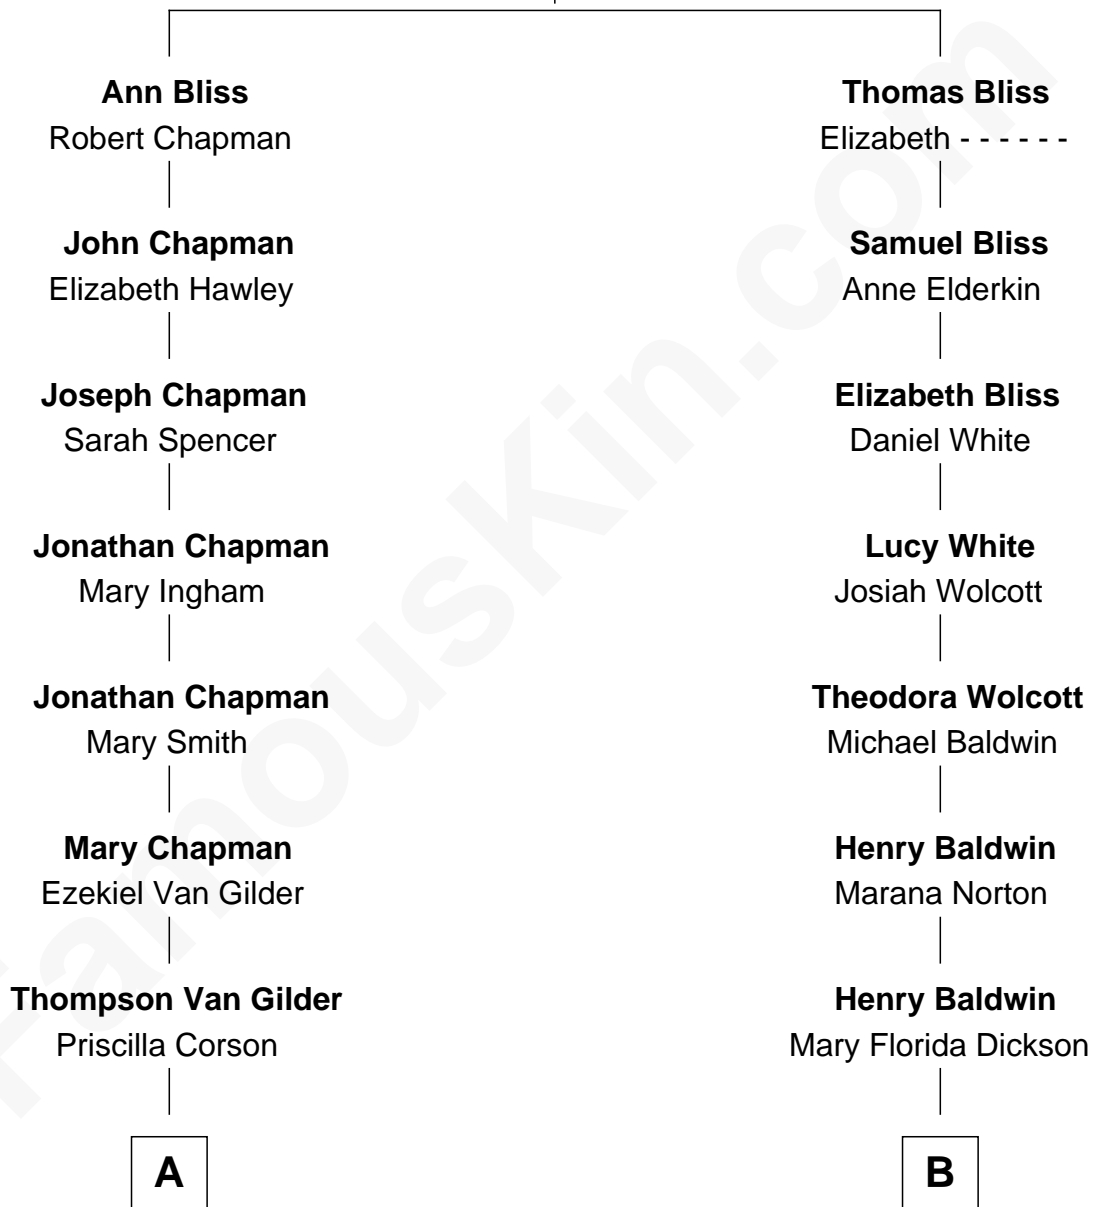 Ann Bliss
Robert Chapman
John Chapman
Elizabeth Hawley
Joseph Chapman
Sarah Spencer
Jonathan Chapman
Mary Ingham
Jonathan Chapman
Mary Smith
Mary Chapman
Ezekiel Van Gilder
Thompson Van Gilder
Priscilla Corson
A
Thomas Bliss
Elizabeth - - - - - -
Samuel Bliss
Anne Elderkin
Elizabeth Bliss
Daniel White
Lucy White
Josiah Wolcott
Theodora Wolcott
Michael Baldwin
Henry Baldwin
Marana Norton
Henry Baldwin
Mary Florida Dickson
B
FamousKin.com